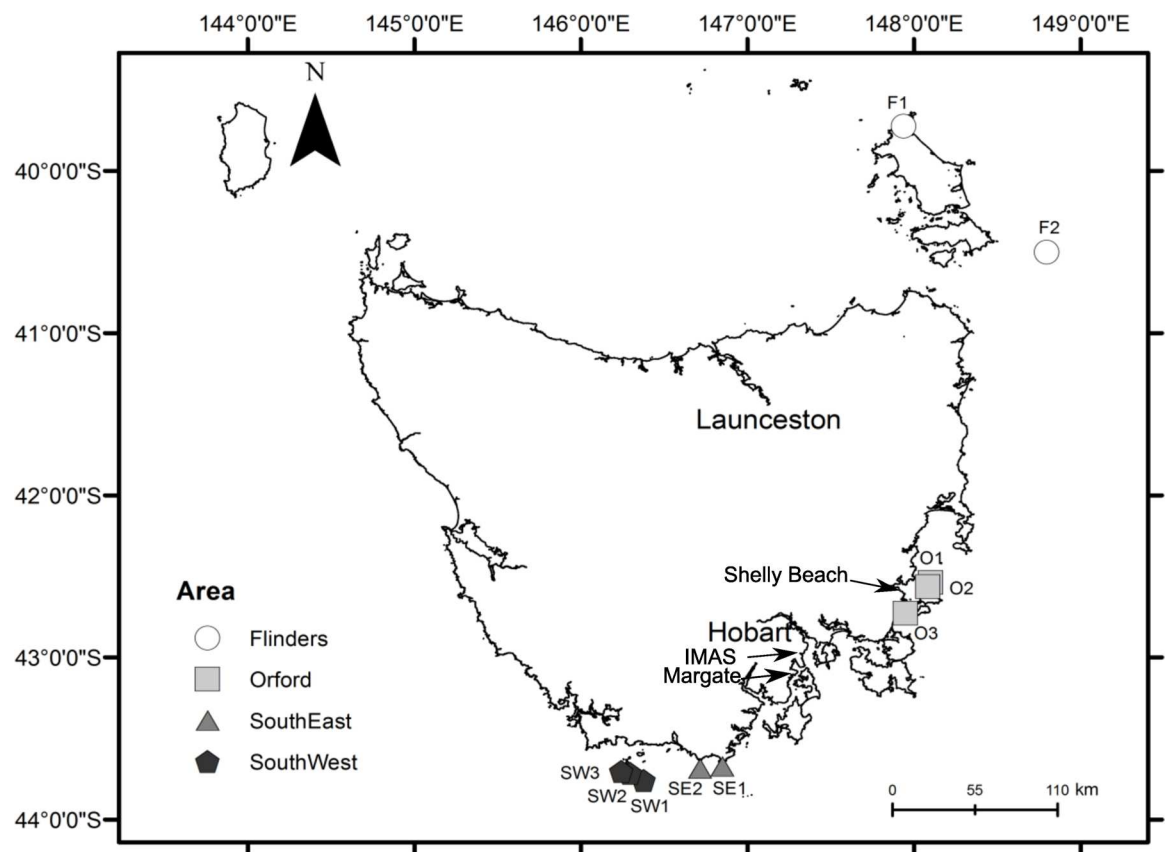 144°0'0"E 145°0'0"E 146°0'0"E 147°0'0"E 148°0'0"E 149°0'0"E
N
F1
40°0'0"S
F2
41°0'0"S
Launceston
42°0'0"S
O1
Shelly Beach
O2
Area
Hobart
O3
Flinders
IMAS
43°0'0"S
Margate
Orford
SouthEast
SouthWest
SW3
SW2
SW1
SE2
SE1
0 55 110 km
44°0'0"S